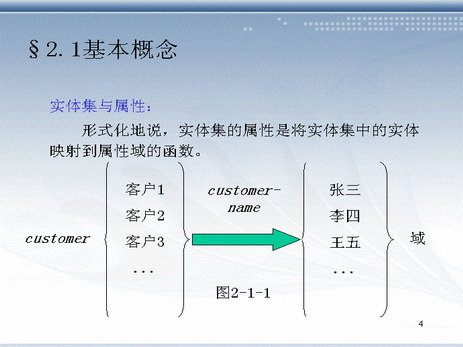 §2.1基本概念
实体集与属性：
形式化地说，实体集的属性是将实体集中的实体
映射到属性域的函数。
customer
客户1
客户2
客户3
...
customer-
name
张三
李四
王五
...
域
图2-1-1
4